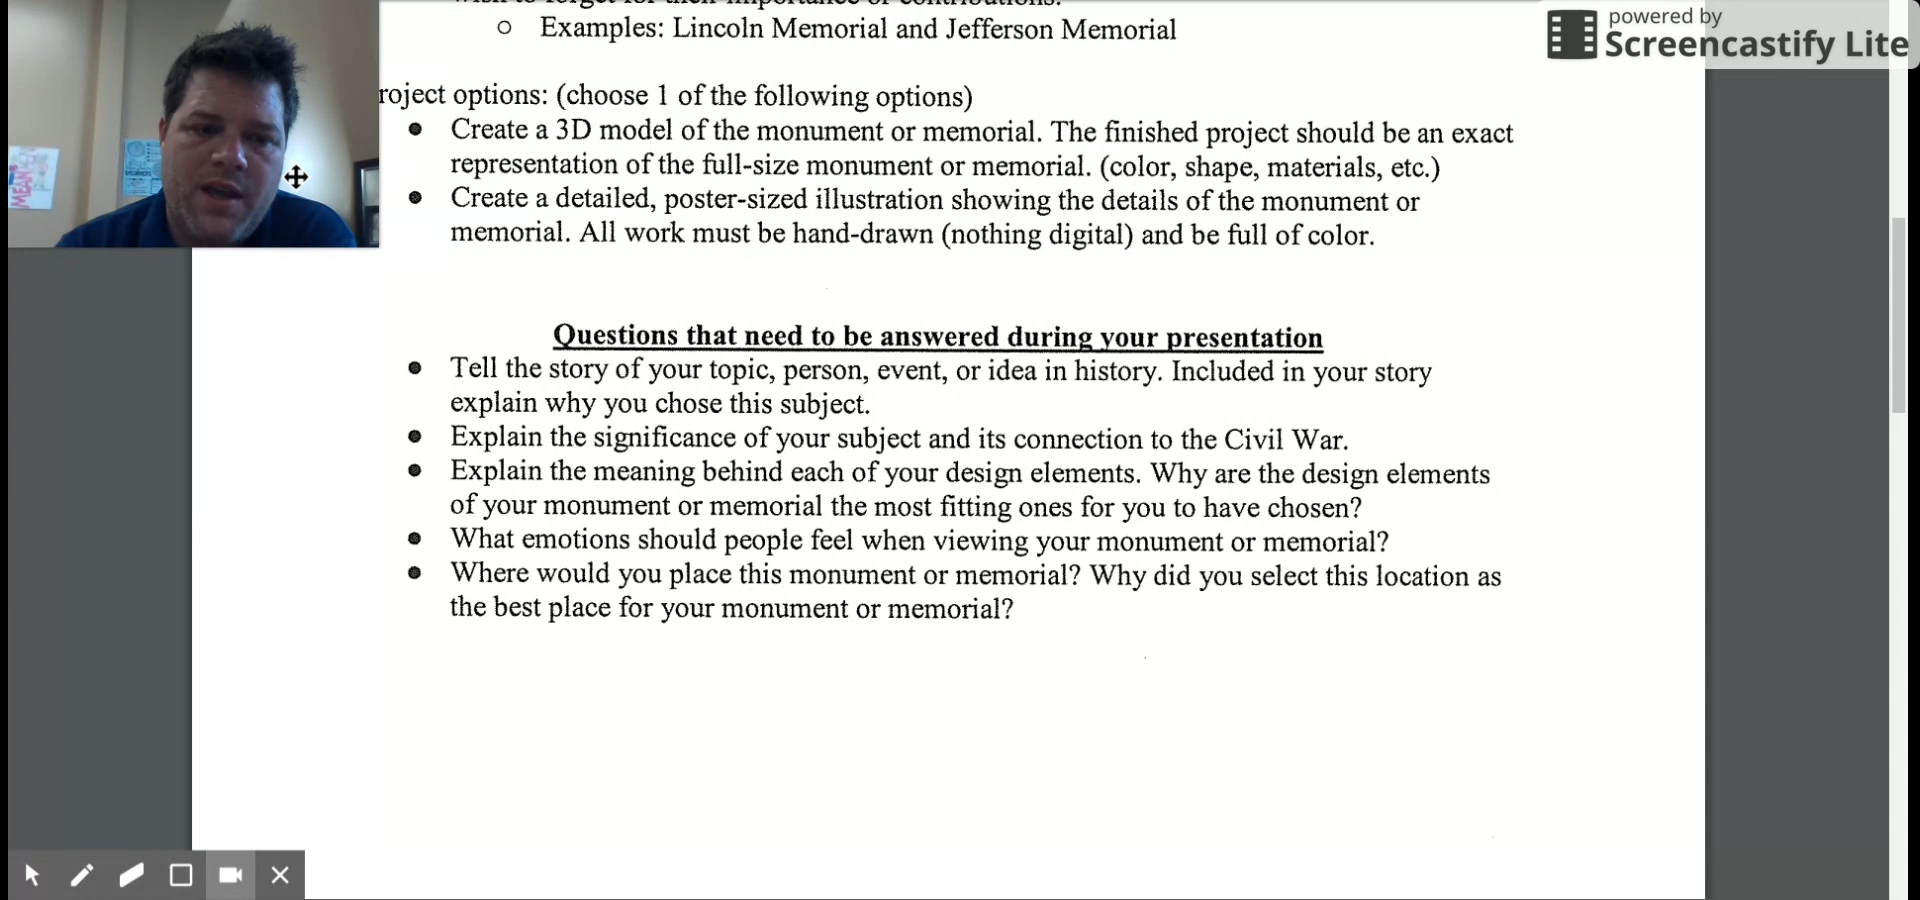 wish to forget for their importance or contributions.
o Examples: Lincoln Memorial and Jefferson Memorial
roject options: (choose 1 of the following options)
● Create a 3D model of the monument or memorial. The finished project should be an exact
representation of the full-size monument or memorial. (color, shape, materials, etc.)
● Create a detailed, poster-sized illustration showing the details of the monument or
memorial. All work must be hand-drawn (nothing digital) and be full of color.
Questions that need to be answered during your presentation
● Tell the story of your topic, person, event, or idea in history. Included in your story
explain why you chose this subject.
● Explain the significance of your subject and its connection to the Civil War.
● Explain the meaning behind each of your design elements. Why are the design elements
of your monument or memorial the most fitting ones for you to have chosen?
● What emotions should people feel when viewing your monument or memorial?
● Where would you place this monument or memorial? Why did you select this location as
the best place for your monument or memorial?
powered by
Screencastify Lite
MEAN